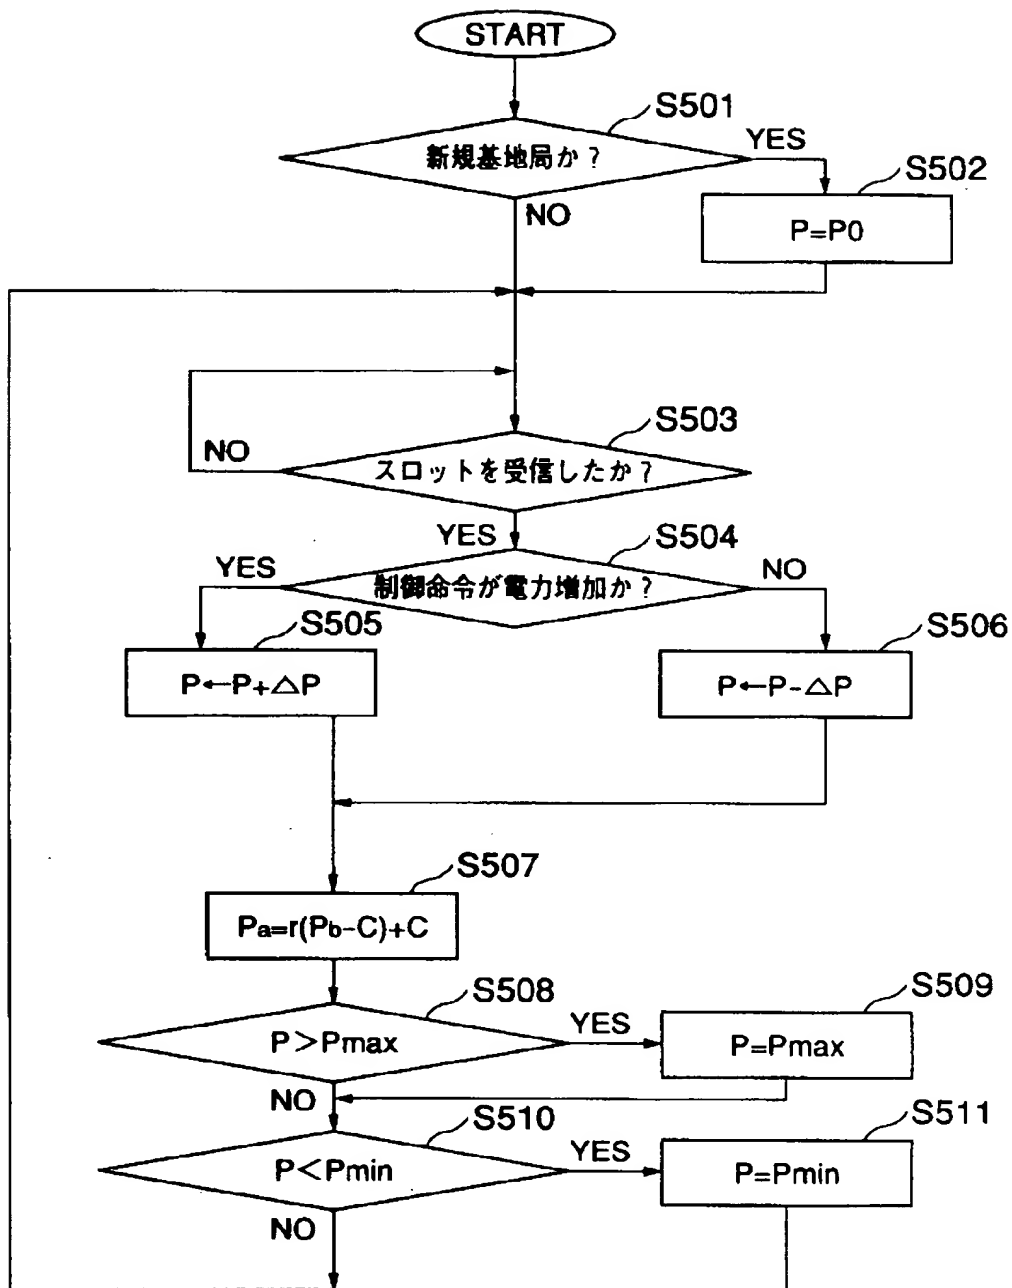 START
S501
新規基地局か？
YES
S502
P=P0
NO
S503
NO
スロットを受信したか？
YES
S504
YES
制御命令が電力増加か？
NO
S505
S506
P←P+△P
P←P-△P
S507
Pa=r(Pb-C)+C
S508
S509
P>Pmax
YES
P=Pmax
NO
S510
S511
P<Pmin
YES
P=Pmin
NO